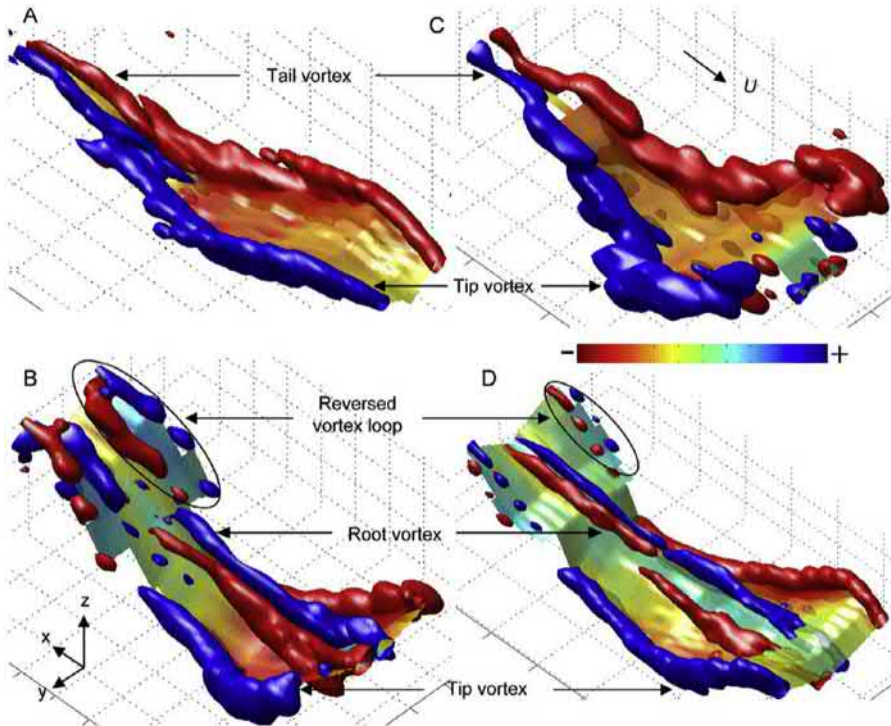 A
C
Tail vortex
U
Tip vortex
- +
B
D
Reversed
vortex loop
Root vortex
z
x
y
Tip vortex